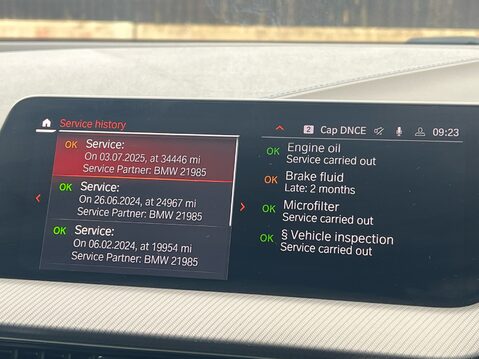 Service history
2 Cap DNCE 09:23
OK Service:
On 03.07.2025, at 34446 mi
Service Partner: BMW 21985
OK Service:
On 26.06.2024, at 24967 mi
Service Partner: BMW 21985
OK Service:
On 06.02.2024, at 19954 mi
Service Partner: BMW 21985
OK Engine oil
Service carried out
OK Brake fluid
Late: 2 months
OK Microfilter
Service carried out
OK § Vehicle inspection
Service carried out